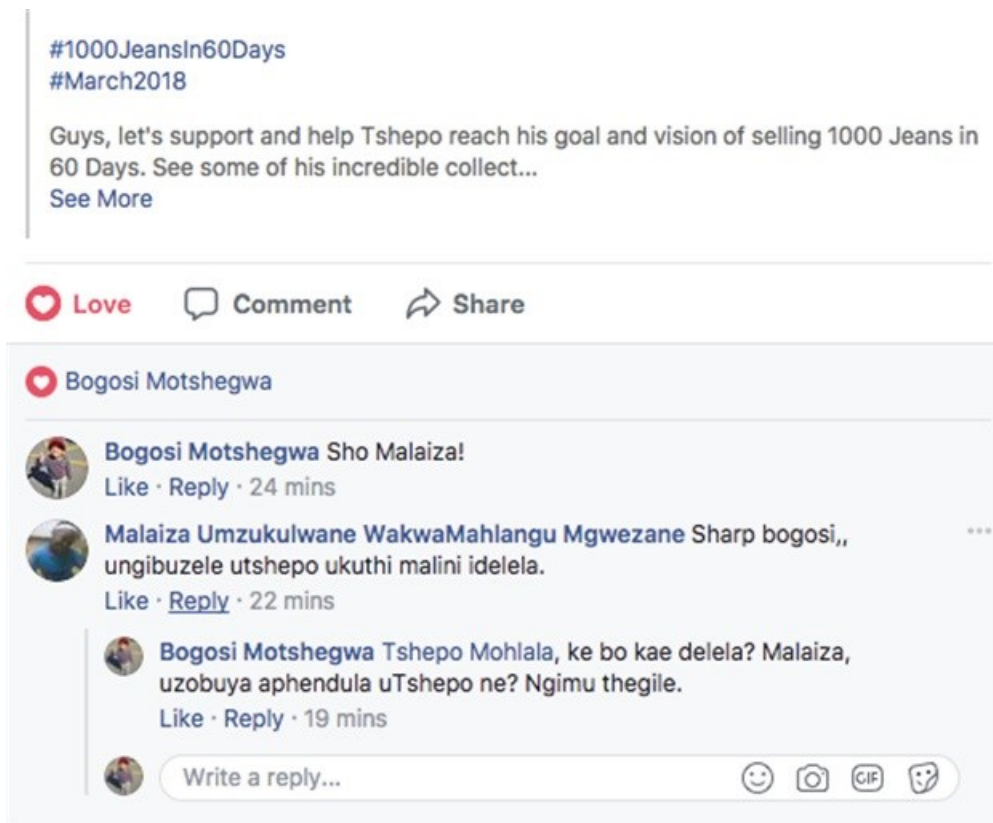 #1000JeansIn60Days
#March2018
Guys, let's support and help Tshepo reach his goal and vision of selling 1000 Jeans in
60 Days. See some of his incredible collect...
See More
Love Comment Share
Bogosi Motshegwa
Bogosi Motshegwa Sho Malaiza!
Like · Reply · 24 mins
Malaiza Umzukulwane WakwaMahlangu Mgwezane Sharp bogosi,,
ungibuzele utshepo ukuthi malini idelela.
Like · Reply · 22 mins
Bogosi Motshegwa Tshepo Mohlala, ke bo kae delela? Malaiza,
uzobuya aphendula uTshepo ne? Ngimu thegile.
Like · Reply · 19 mins
Write a reply...
GIF